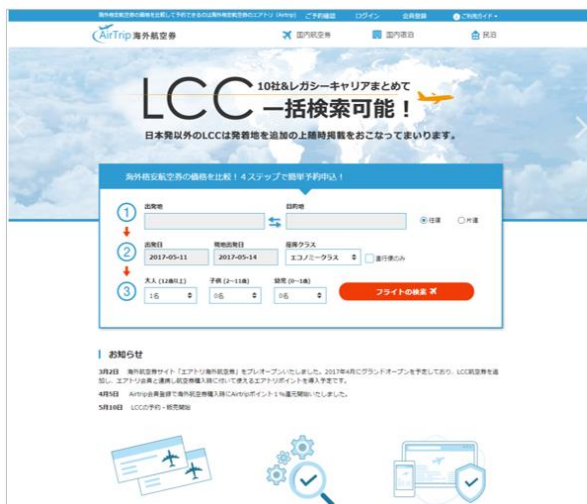 海外格安航空券の価格を比較して予約できるのは海外格安航空券のエアトリ (Airtrip)
ご予約確認
ログイン
会員登録
ご利用ガイド
AirTrip 海外航空券
国内航空券
国内宿泊
民泊
LCC 10社&レガシーキャリアまとめて
一括検索可能！
日本発以外のLCCは発着地を追加の上随時掲載をおこなってまいります。
海外格安航空券の価格を比較！4ステップで簡単予約申込！
1 出発地 目的地
往復 片道
2 出発日 現地出発日 座席クラス
2017-05-11 2017-05-14 エコノミークラス 直行便のみ
3 大人 (12歳以上) 子供 (2～11歳) 幼児 (0～1歳)
1名 0名 0名 フライトの検索
お知らせ
3月2日 海外航空券サイト「エアトリ海外航空券」をプレオープンいたしました。2017年4月にグランドオープンを予定しており、LCC航空券を追
加し、エアトリ会員と連携し航空券購入時に付いて使えるエアトリポイントを導入予定です。
4月5日 Airtrip会員登録で海外航空券購入時にAirtripポイント１％還元開始いたしました。
5月10日 LCCの予約・販売開始